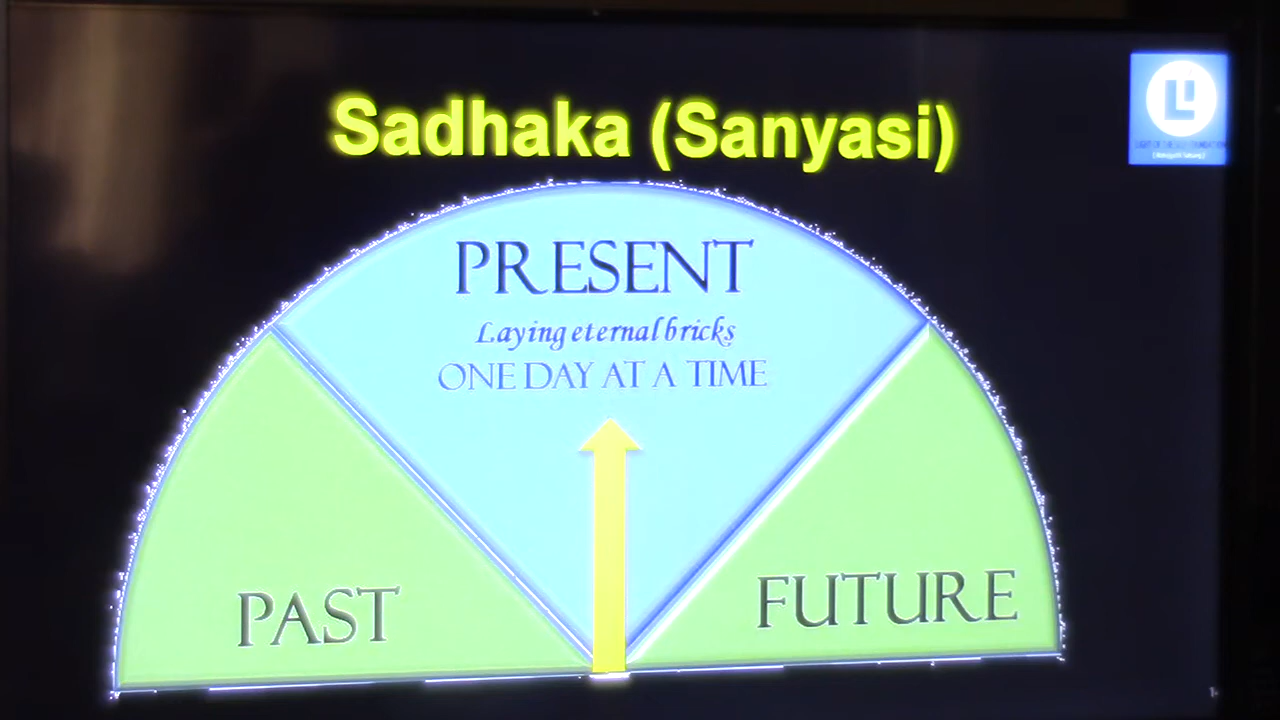 Sadhaka (Sanyasi)
PRESENT
Laying eternal bricks
ONE DAY AT A TIME
PAST
FUTURE